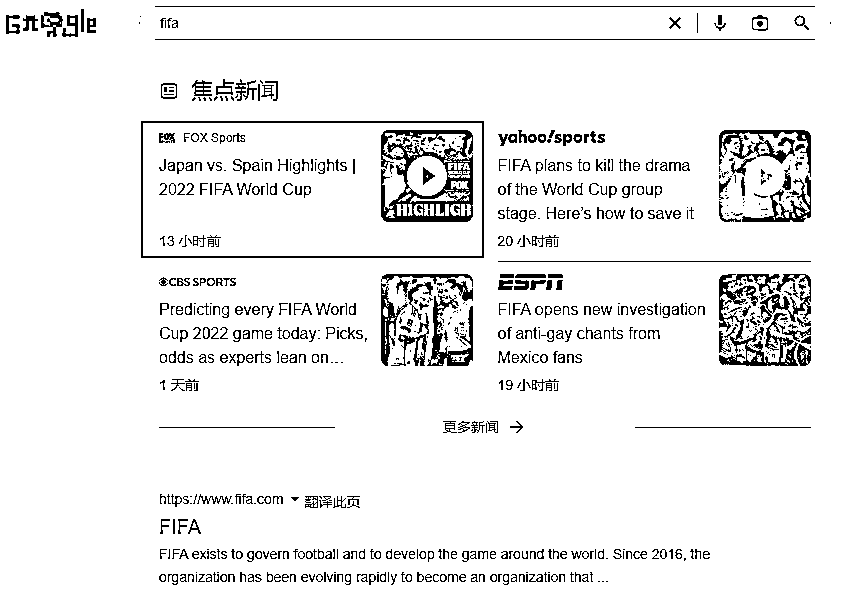 fifa
焦点新闻
FOX FOX Sports
Japan vs. Spain Highlights |
2022 FIFA World Cup
13 小时前
yahoo!sports
FIFA plans to kill the drama
of the World Cup group
stage. Here's how to save it
20 小时前
FIFA
FOX
HIGHLIGH
CBS SPORTS
Predicting every FIFA World
Cup 2022 game today: Picks,
odds as experts lean on...
1 天前
ESPN
FIFA opens new investigation
of anti-gay chants from
Mexico fans
19 小时前
更多新闻 →
https://www.fifa.com 翻译此页
FIFA
FIFA exists to govern football and to develop the game around the world. Since 2016, the
organization has been evolving rapidly to become an organization that ...